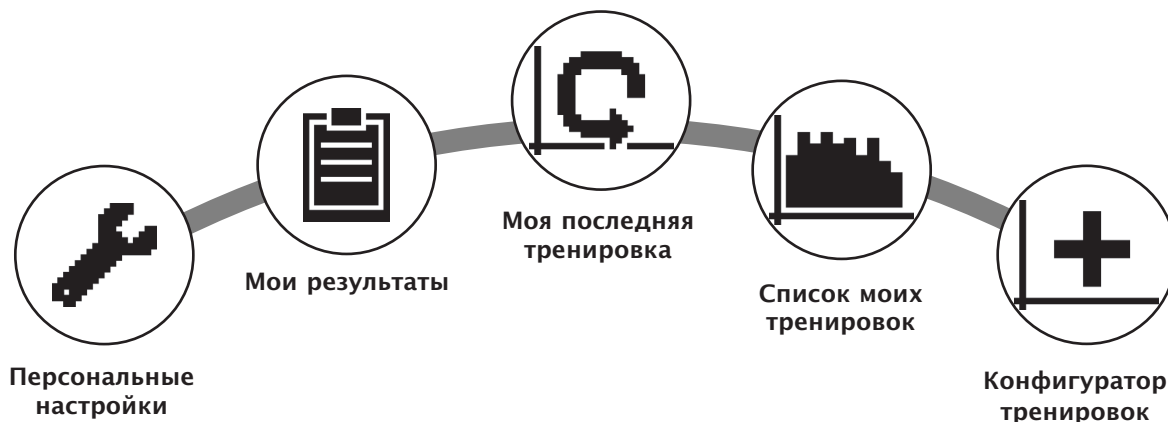 Персональные
настройки
Мои результаты
Моя последняя
тренировка
Список моих
тренировок
Конфигуратор
тренировок